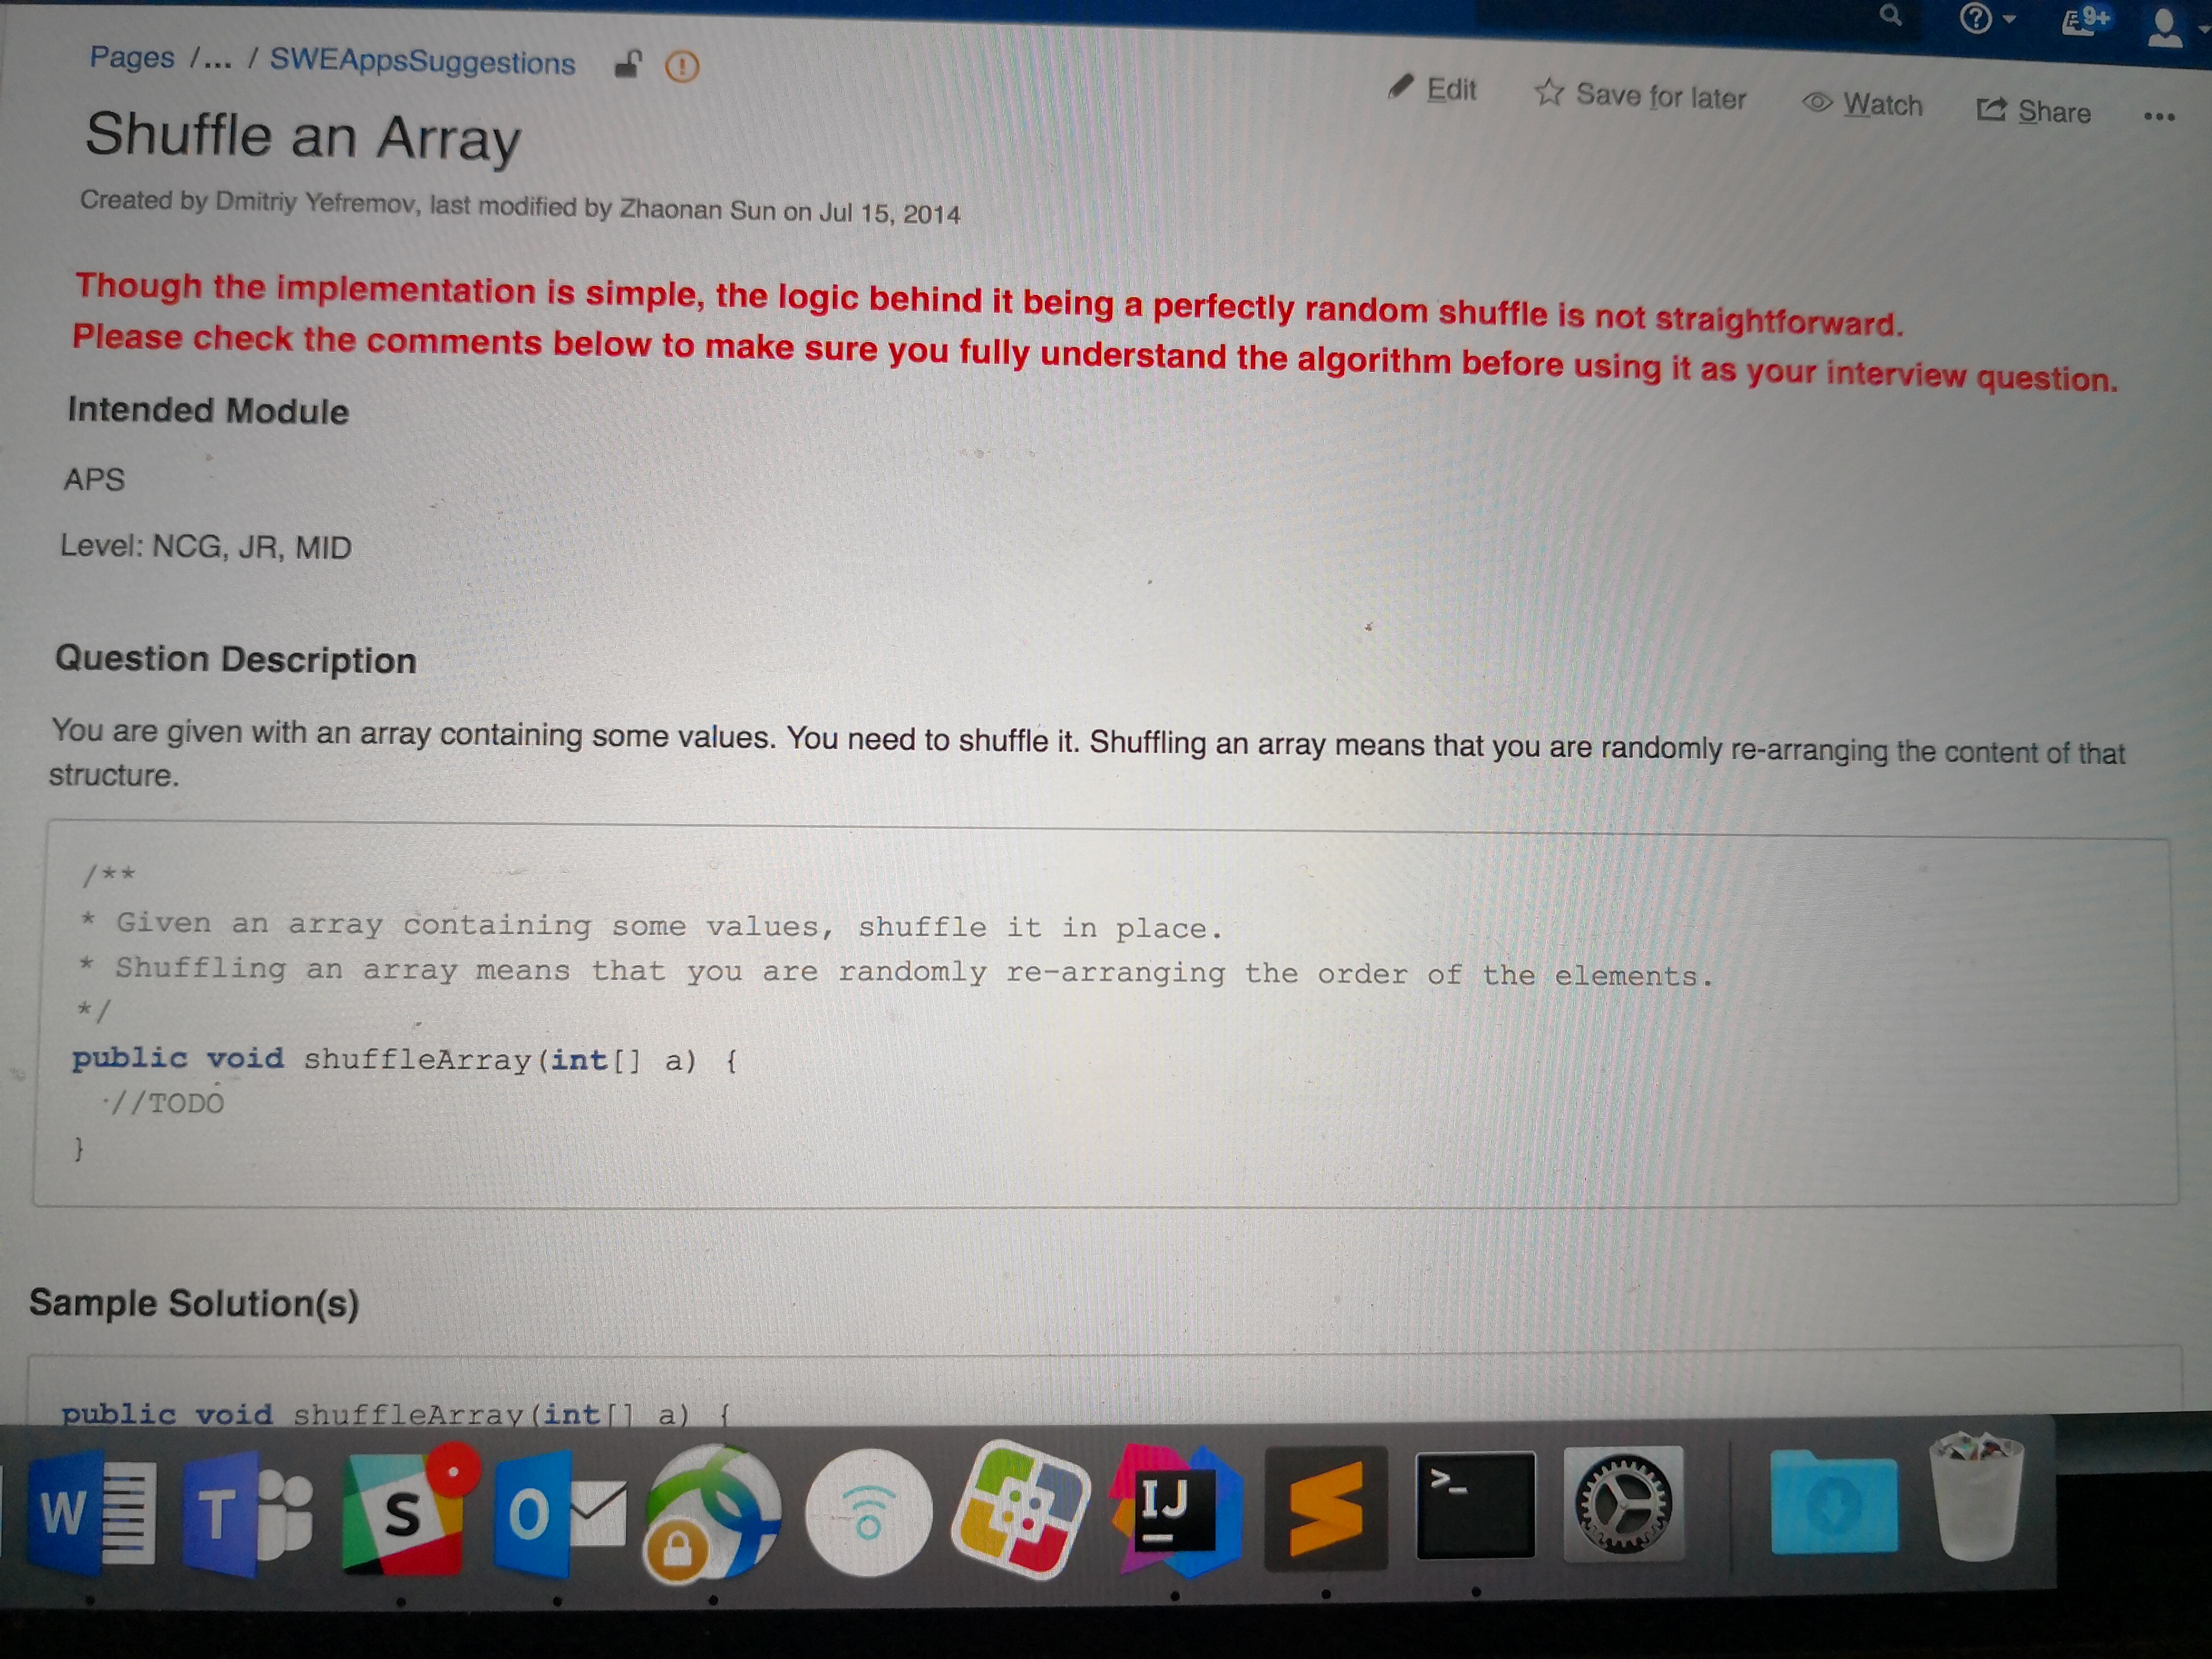 9+
Pages /... / SWEAppsSuggestions
Edit Save for later Watch Share
Shuffle an Array
Created by Dmitriy Yefremov, last modified by Zhaonan Sun on Jul 15, 2014
Though the implementation is simple, the logic behind it being a perfectly random shuffle is not straightforward.
Please check the comments below to make sure you fully understand the algorithm before using it as your interview question.
Intended Module
APS
Level: NCG, JR, MID
Question Description
You are given with an array containing some values. You need to shuffle it. Shuffling an array means that you are randomly re-arranging the content of that
structure.
/**
* Given an array containing some values, shuffle it in place.
* Shuffling an array means that you are randomly re-arranging the order of the elements.
*/
public void shuffleArray(int[] a) {
//TODO
}
Sample Solution(s)
public void shuffleArray(int[] a) {
W T S O IJ >_